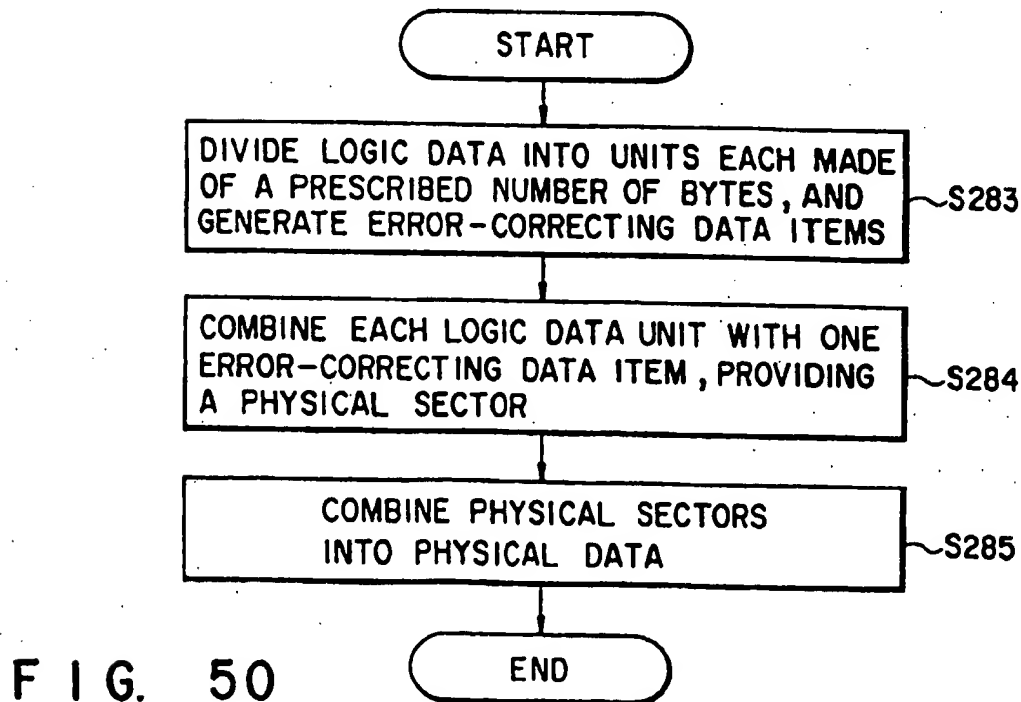 START
DIVIDE LOGIC DATA INTO UNITS EACH MADE
OF A PRESCRIBED NUMBER OF BYTES, AND
GENERATE ERROR-CORRECTING DATA ITEMS
S283
COMBINE EACH LOGIC DATA UNIT WITH ONE
ERROR-CORRECTING DATA ITEM, PROVIDING
A PHYSICAL SECTOR
S284
COMBINE PHYSICAL SECTORS
INTO PHYSICAL DATA
S285
END
FIG. 50